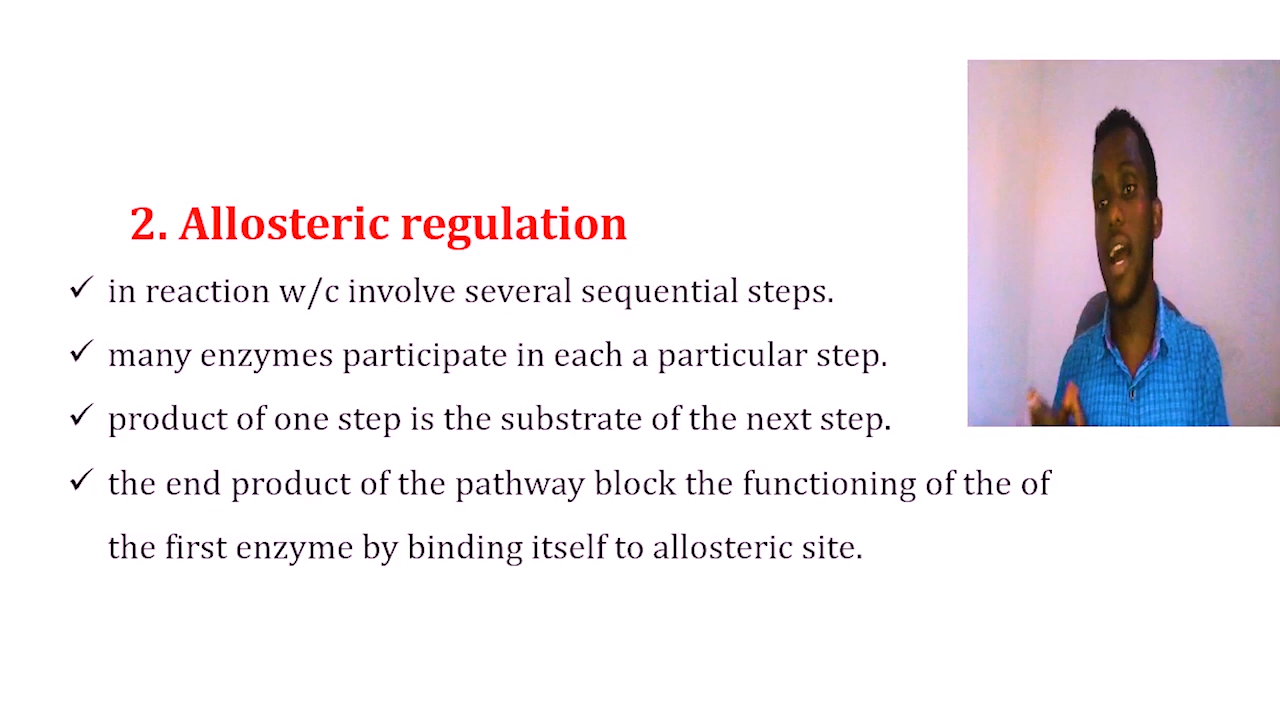 2. Allosteric regulation
✓ in reaction w/c involve several sequential steps.
✓ many enzymes participate in each a particular step.
✓ product of one step is the substrate of the next step.
✓ the end product of the pathway block the functioning of the of
the first enzyme by binding itself to allosteric site.